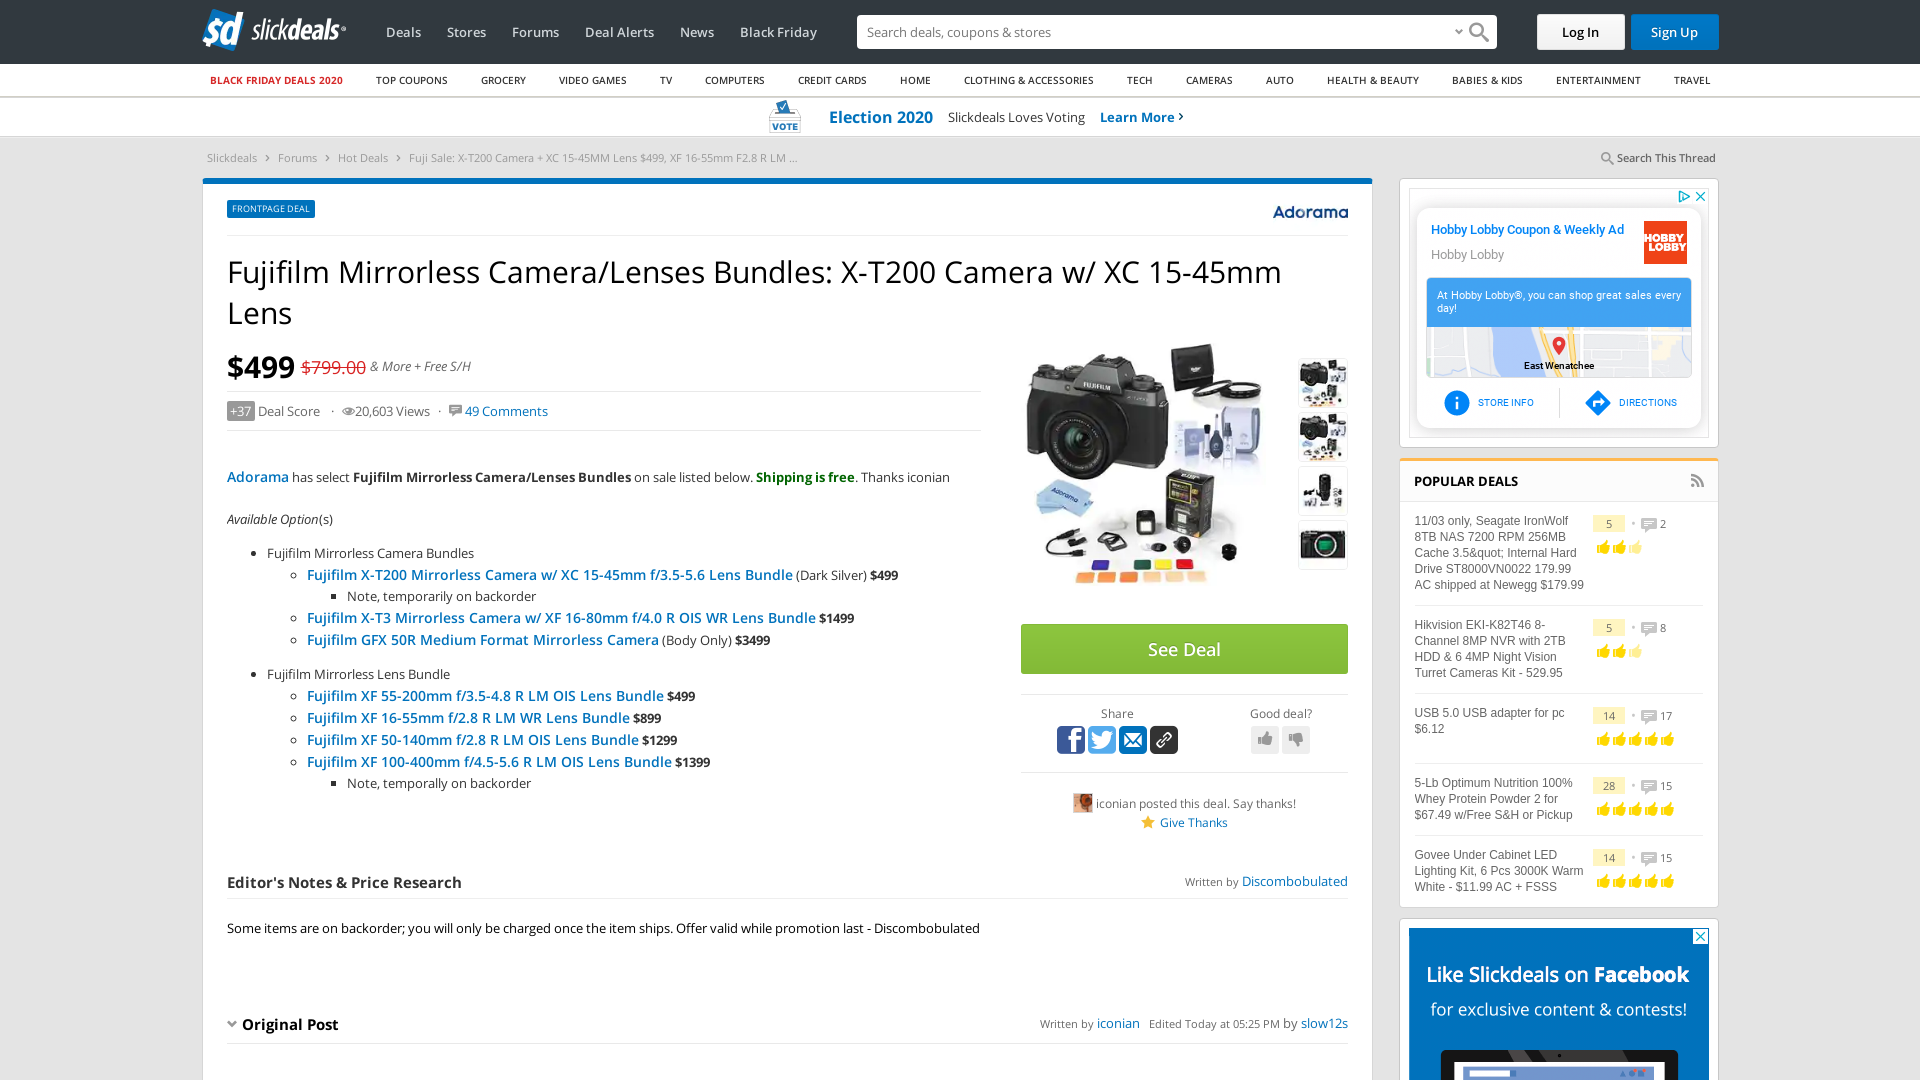 slickdeals
Deals Stores Forums Deal Alerts News Black Friday
Search deals, coupons & shopping
Log In
Sign Up
BLACK FRIDAY DEALS 2020 TOP COUPONS GROCERY VIDEO GAMES TV COMPUTERS CREDIT CARDS HOME CLOTHING & ACCESSORIES TECH CAMERAS AUTO HEALTH & BEAUTY BABIES & KIDS ENTERTAINMENT TRAVEL
VOTE
Election 2020 Slickdeals Loves Voting Learn More
Slickdeals Forums Hot Deals Fuji Sale: X-T200 Camera + XC 15-45MM Lens $499, XF 16-55mm F2.8 R LM ...
Search This Thread
FRONTPAGE DEAL
Adorama
Fujifilm Mirrorless Camera/Lenses Bundles: X-T200 Camera w/ XC 15-45mm
Lens
$499 $799.00 & More + Free S/H
+37 Deal Score · 20,603 Views · 49 Comments
Adorama has select Fujifilm Mirrorless Camera/Lenses Bundles on sale listed below. Shipping is free. Thanks iconian
Available Option(s)
Fujifilm Mirrorless Camera Bundles
Fujifilm X-T200 Mirrorless Camera w/ XC 15-45mm f/3.5-5.6 Lens Bundle (Dark Silver) $499
Note, temporarily on backorder
Fujifilm X-T3 Mirrorless Camera w/ XF 16-80mm f/4.0 R OIS WR Lens Bundle $1499
Fujifilm GFX 50R Medium Format Mirrorless Camera (Body Only) $3499
Fujifilm Mirrorless Lens Bundle
Fujifilm XF 55-200mm f/3.5-4.8 R LM OIS Lens Bundle $499
Fujifilm XF 16-55mm f/2.8 R LM WR Lens Bundle $899
Fujifilm XF 50-140mm f/2.8 R LM OIS Lens Bundle $1299
Fujifilm XF 100-400mm f/4.5-5.6 R LM OIS Lens Bundle $1399
Note, temporally on backorder
FUJIFILM
Adorama
See Deal
Share
Good deal?
iconian posted this deal. Say thanks!
Give Thanks
Editor's Notes & Price Research
Written by Discombobulated
Some items are on backorder; you will only be charged once the item ships. Offer valid while promotion last - Discombobulated
Original Post
Written by iconian Edited Today at 05:25 PM by slow12s
Hobby Lobby Coupon & Weekly Ad
Hobby Lobby
HOBBY
LOBBY
At Hobby Lobby®, you can shop great sales every
day!
East Wenatchee
STORE INFO
DIRECTIONS
POPULAR DEALS
11/03 only, Seagate IronWolf
8TB NAS 7200 RPM 256MB
Cache 3.5&quot; Internal Hard
Drive ST8000VN0022 179.99
AC shipped at Newegg $179.99
5 • 2
Hikvision EKI-K82T46 8-
Channel 8MP NVR with 2TB
HDD & 6 4MP Night Vision
Turret Cameras Kit - 529.95
5 • 8
USB 5.0 USB adapter for pc
$6.12
14 • 17
5-Lb Optimum Nutrition 100%
Whey Protein Powder 2 for
$67.49 w/Free S&H or Pickup
28 • 15
Govee Under Cabinet LED
Lighting Kit, 6 Pcs 3000K Warm
White - $11.99 AC + FSSS
14 • 15
Like Slickdeals on Facebook
for exclusive content & contests!